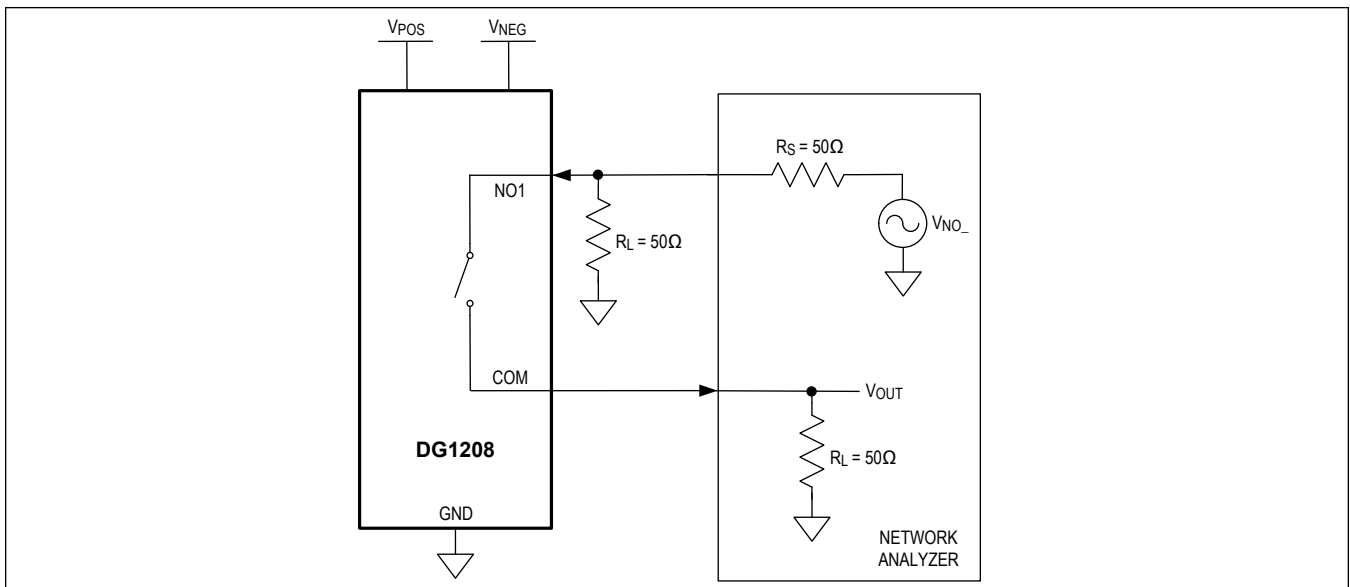 VPOS
VNEG
RS = 50Ω
NO1
VNO_
RL = 50Ω
COM
VOUT
DG1208
RL = 50Ω
GND
NETWORK
ANALYZER